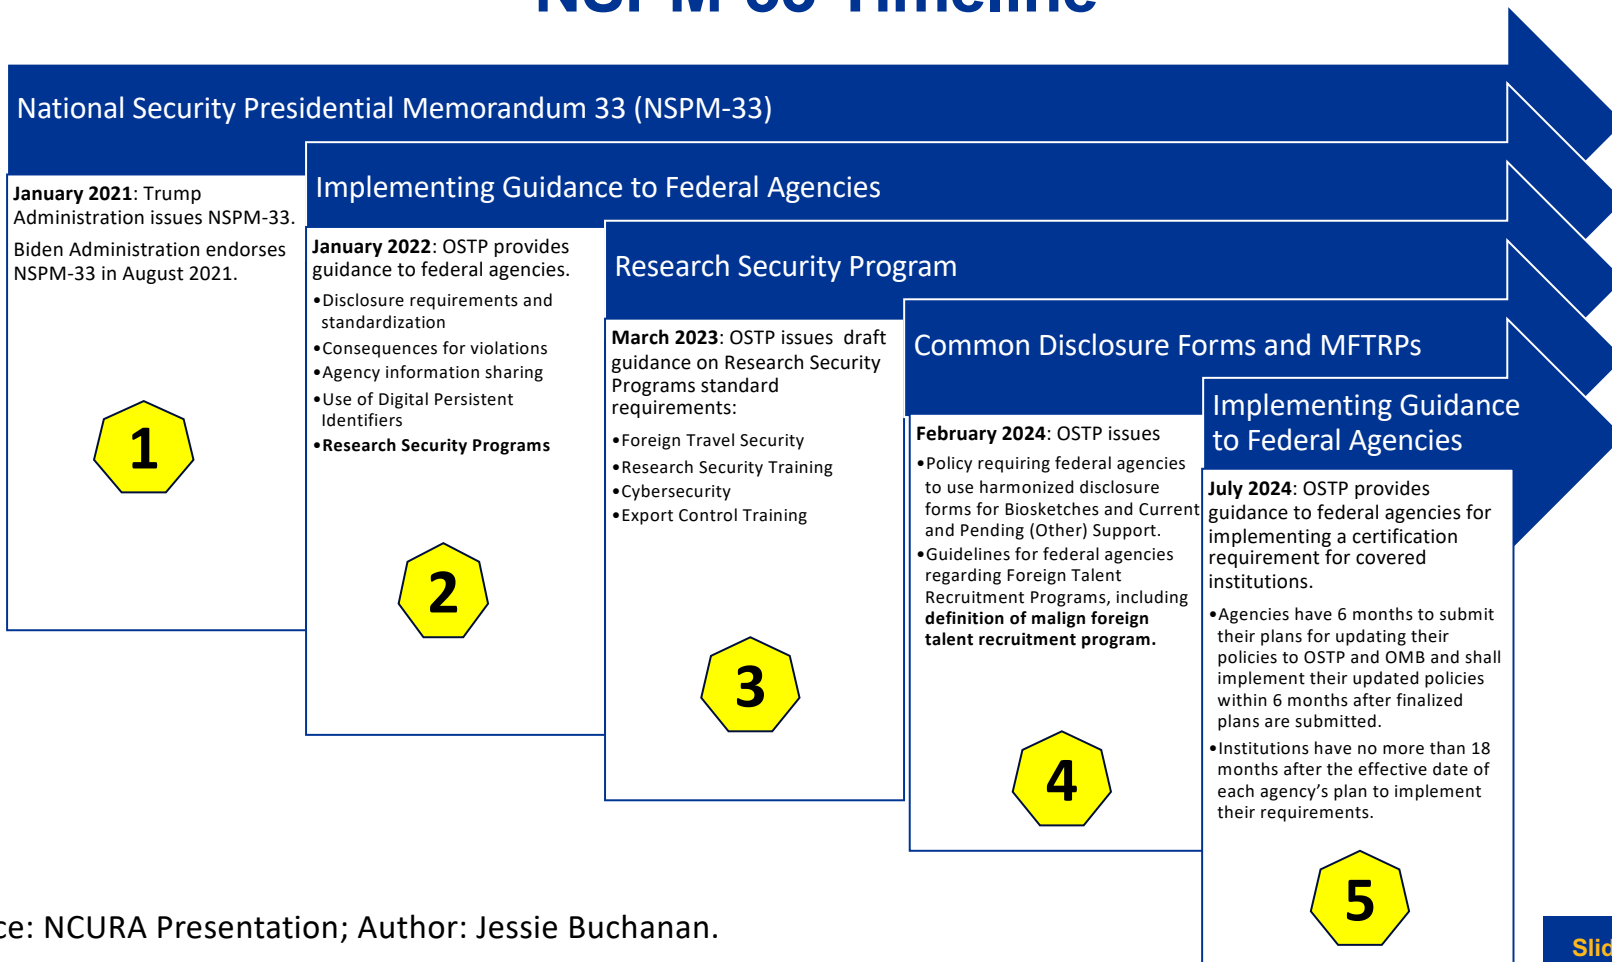 NSPM-33 Timeline
National Security Presidential Memorandum 33 (NSPM-33)
January 2021: Trump
Administration issues NSPM-33.
Biden Administration endorses
NSPM-33 in August 2021.
1
Implementing Guidance to Federal Agencies
January 2022: OSTP provides
guidance to federal agencies.
•Disclosure requirements and
standardization
•Consequences for violations
•Agency information sharing
•Use of Digital Persistent
Identifiers
•Research Security Programs
2
Research Security Program
March 2023: OSTP issues draft
guidance on Research Security
Programs standard
requirements:
•Foreign Travel Security
•Research Security Training
•Cybersecurity
•Export Control Training
3
Common Disclosure Forms and MFTRPs
February 2024: OSTP issues
•Policy requiring federal agencies
to use harmonized disclosure
forms for Biosketches and Current
and Pending (Other) Support.
•Guidelines for federal agencies
regarding Foreign Talent
Recruitment Programs, including
definition of malign foreign
talent recruitment program.
4
Implementing Guidance
to Federal Agencies
July 2024: OSTP provides
guidance to federal agencies for
implementing a certification
requirement for covered
institutions.
•Agencies have 6 months to submit
their plans for updating their
policies to OSTP and OMB and shall
implement their updated policies
within 6 months after finalized
plans are submitted.
•Institutions have no more than 18
months after the effective date of
each agency's plan to implement
their requirements.
5
ce: NCURA Presentation; Author: Jessie Buchanan.
Slid